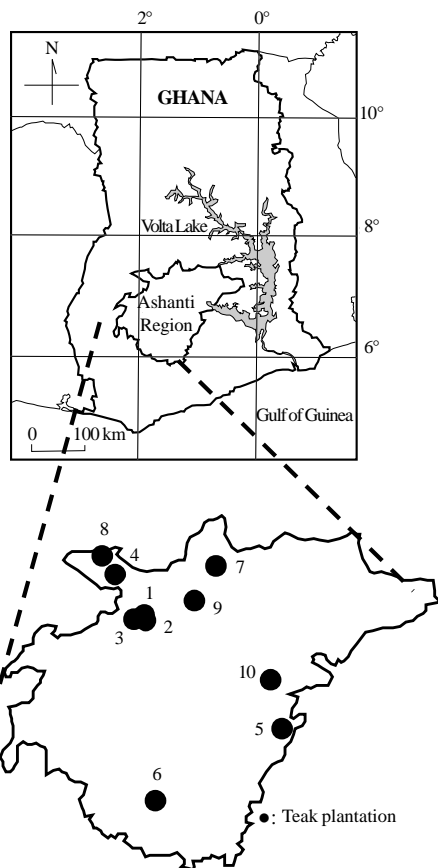 2° 0°
N
GHANA
10°
Volta Lake
8°
Ashanti
Region
6°
Gulf of Guinea
0 100 km
8
4
7
1
9
3 2
10
5
6
: Teak plantation